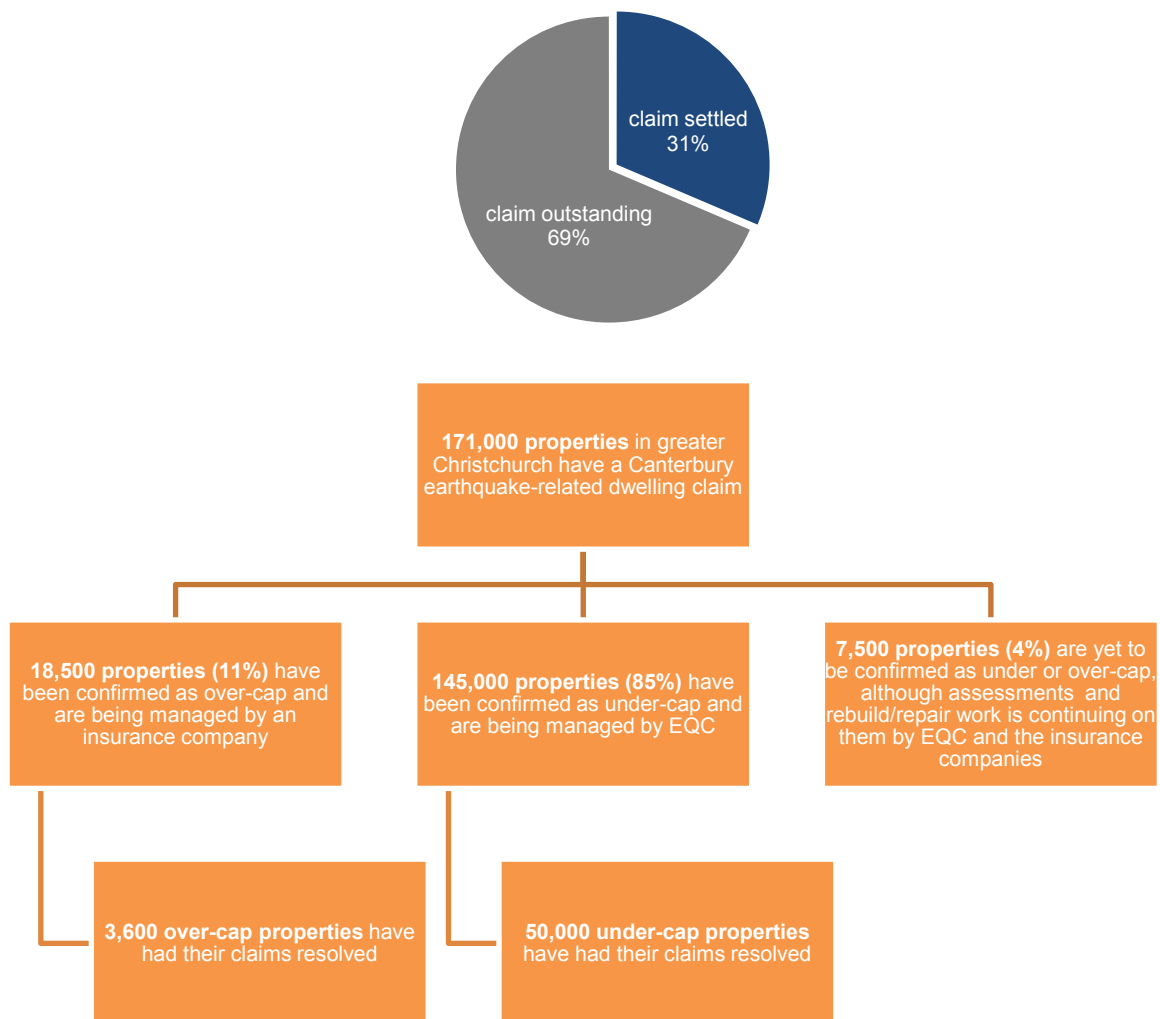 claim settled
31%
claim outstanding
69%
171,000 properties in greater
Christchurch have a Canterbury
earthquake-related dwelling claim
18,500 properties (11%) have
been confirmed as over-cap and
are being managed by an
insurance company
145,000 properties (85%) have
been confirmed as under-cap and
are being managed by EQC
7,500 properties (4%) are yet to
be confirmed as under or over-cap,
although assessments and
rebuild/repair work is continuing on
them by EQC and the insurance
companies
3,600 over-cap properties have
had their claims resolved
50,000 under-cap properties
have had their claims resolved